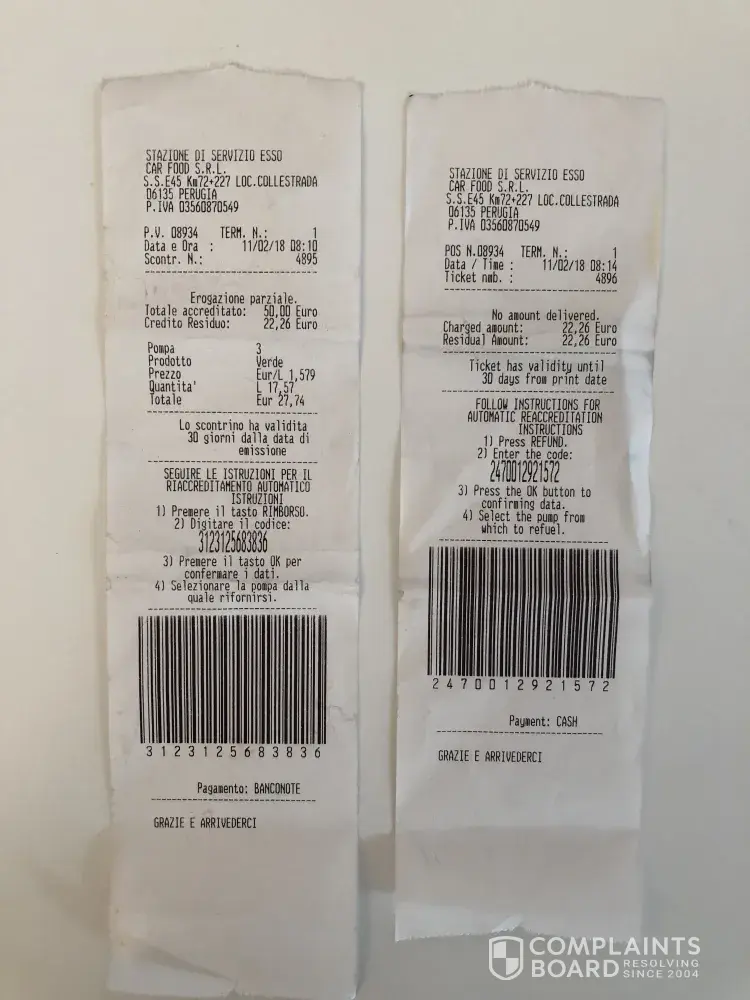 STAZIONE DI SERVIZIO ESSO
CAR FOOD S.R.L.
S.S.E45 Km72+227 LOC.COLLESTRADA
06135 PERUGIA
P.IVA 03560870549
P.V. 08934 TERM. N.: 1
Data e Ora : 11/02/18 08:10
Scontr. N.: 4895
Erogazione parziale.
Totale accreditato: 50,00 Euro
Credito Residuo: 22,26 Euro
Pompa 3
Prodotto Verde
Prezzo Eur/L 1,579
Quantita' L 17,57
Totale Eur 27,74
Lo scontrino ha validita
30 giorni dalla data di
emissione
SEGUIRE LE ISTRUZIONI PER IL
RIACCREDITAMENTO AUTOMATICO
ISTRUZIONI
1) Premere il tasto RIMBORSO.
2) Digitare il codice:
3123125683836
3) Premere il tasto OK per
confermare i dati.
4) Selezionare la pompa dalla
quale rifornirsi.
3123125683836
Pagamento: BANCONOTE
GRAZIE E ARRIVEDERCI
STAZIONE DI SERVIZIO ESSO
CAR FOOD S.R.L.
S.S.E45 Km72+227 LOC.COLLESTRADA
06135 PERUGIA
P.IVA 03560870549
POS N.08934 TERM. N.: 1
Data / Time : 11/02/18 08:14
Ticket nmb. : 4896
No amount delivered.
Charged amount: 22,26 Euro
Residual Amount: 22,26 Euro
Ticket has validity until
30 days from print date
FOLLOW INSTRUCTIONS FOR
AUTOMATIC REACCREDITATION
INSTRUCTIONS
1) Press REFUND.
2) Enter the code:
2470012921572
3) Press the OK button to
confirming data.
4) Select the pump from
which to refuel.
2470012921572
Payment: CASH
GRAZIE E ARRIVEDERCI
COMPLAINTS
BOARD RESOLVING
SINCE 2004